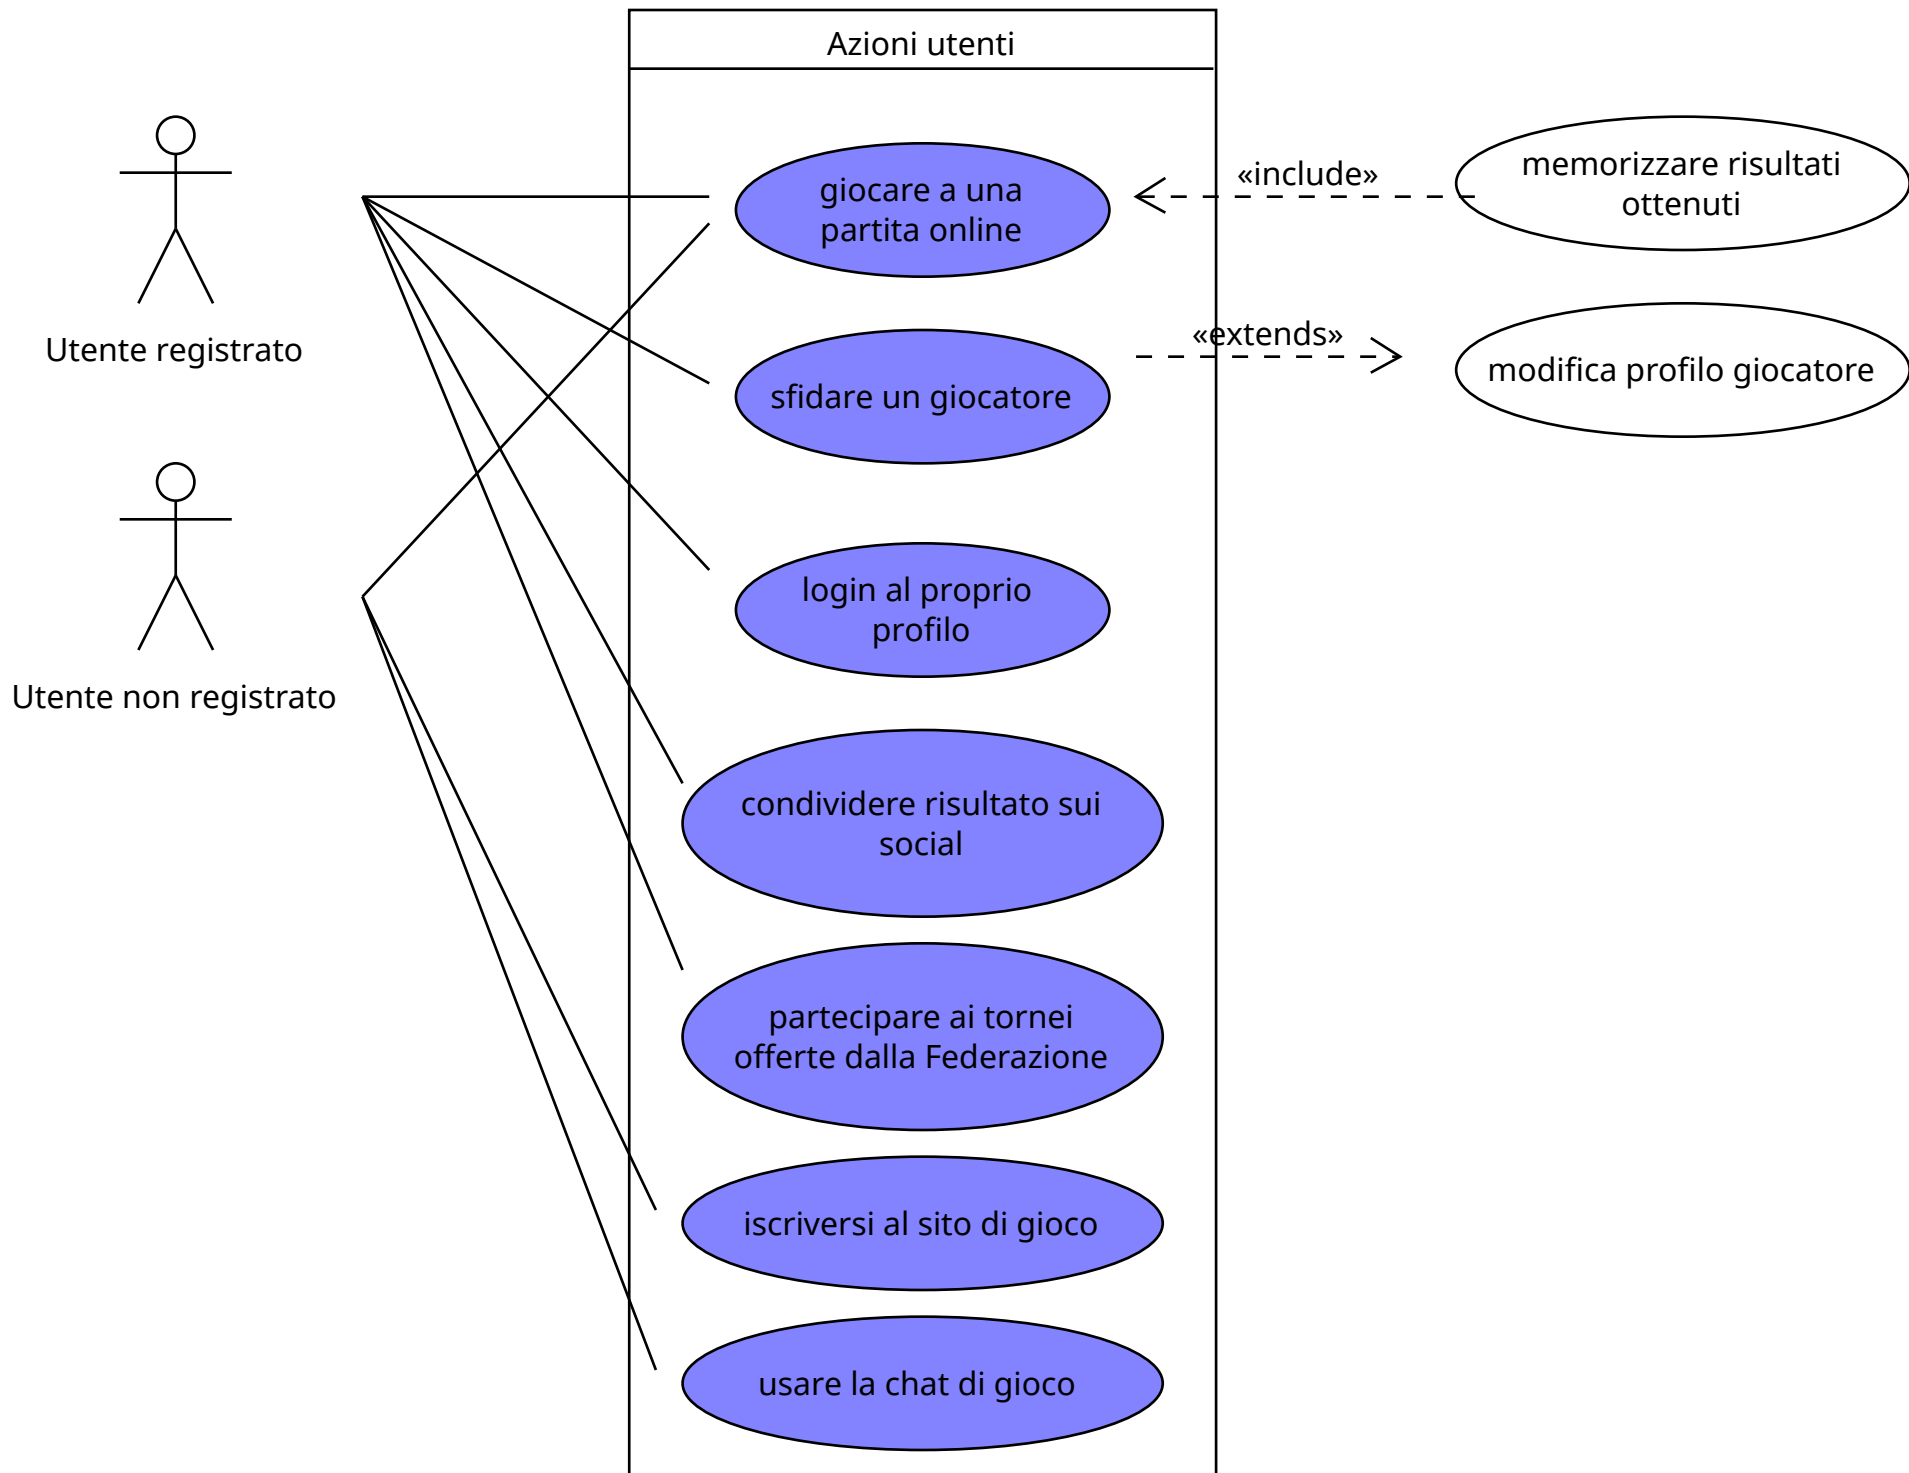 Azioni utenti
Utente registrato
Utente non registrato
giocare a una
partita online
«include»
memorizzare risultati
ottenuti
sfidare un giocatore
«extends»
modifica profilo giocatore
login al proprio
profilo
condividere risultato sui
social
partecipare ai tornei
offerte dalla Federazione
iscriversi al sito di gioco
usare la chat di gioco